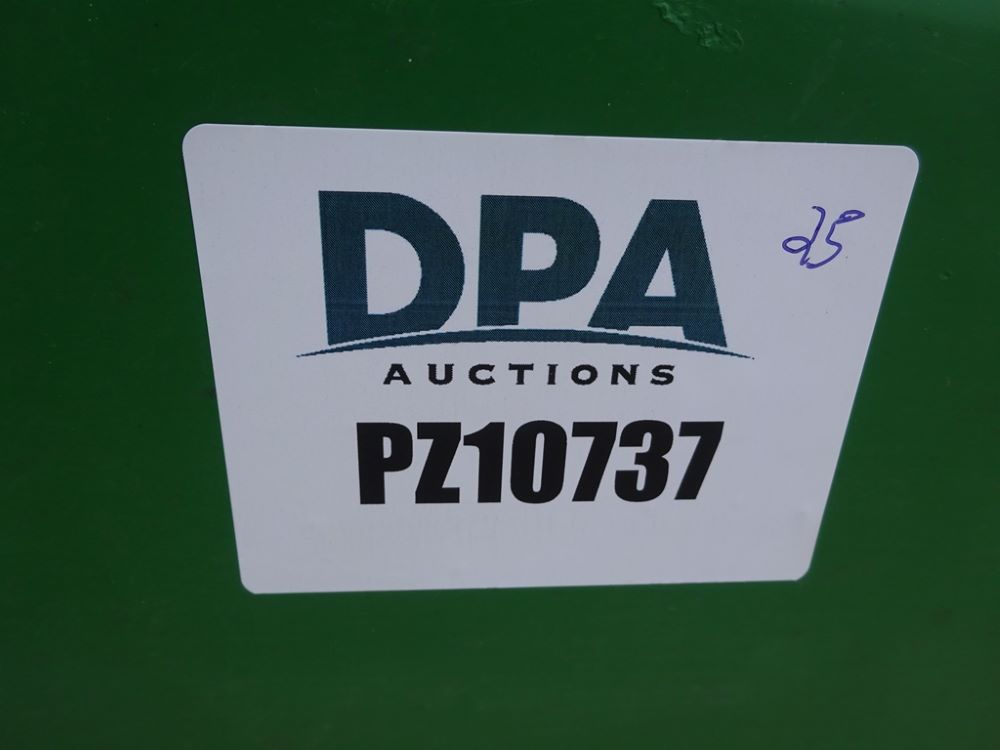 DPA
25
AUCTIONS
PZ10737